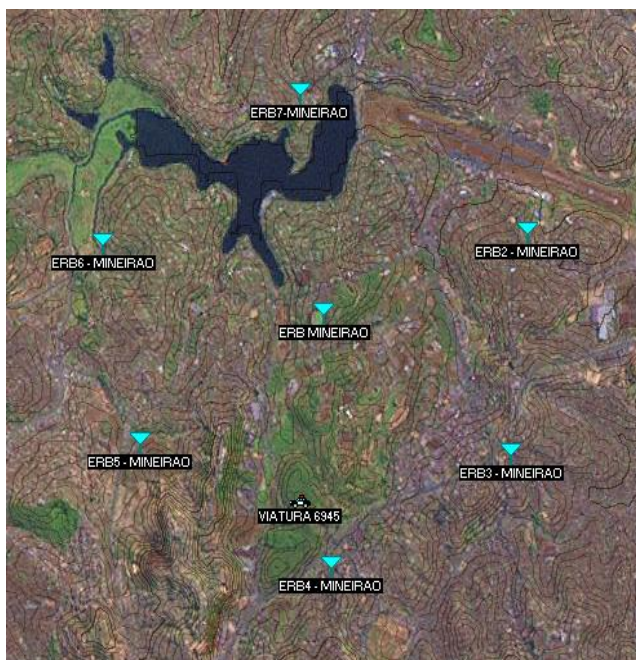 ERB7-MINEIRAO
ERB2 - MINEIRAO
ERB6 - MINEIRAO
ERB MINEIRAO
ERB5 - MINEIRAO
ERB3 - MINEIRAO
VIATURA 6945
ERB4 - MINEIRAO